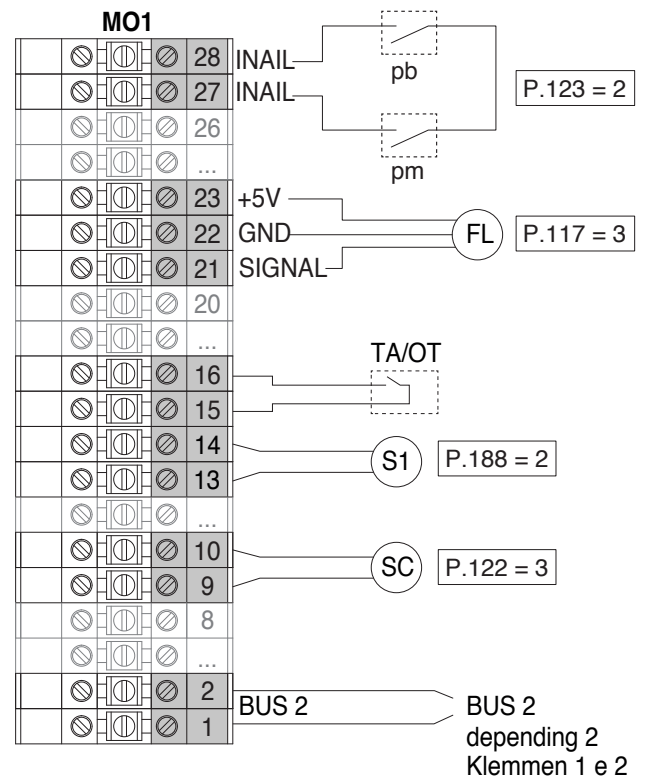 MO1
28 INAIL
pb
27 INAIL
P.123 = 2
26
pm
...
23 +5V
22 GND
FL
P.117 = 3
21 SIGNAL
20
...
TA/OT
16
15
14
S1
P.188 = 2
13
...
10
SC
P.122 = 3
9
8
...
2
BUS 2
BUS 2
1
depending 2
Klemmen 1 e 2